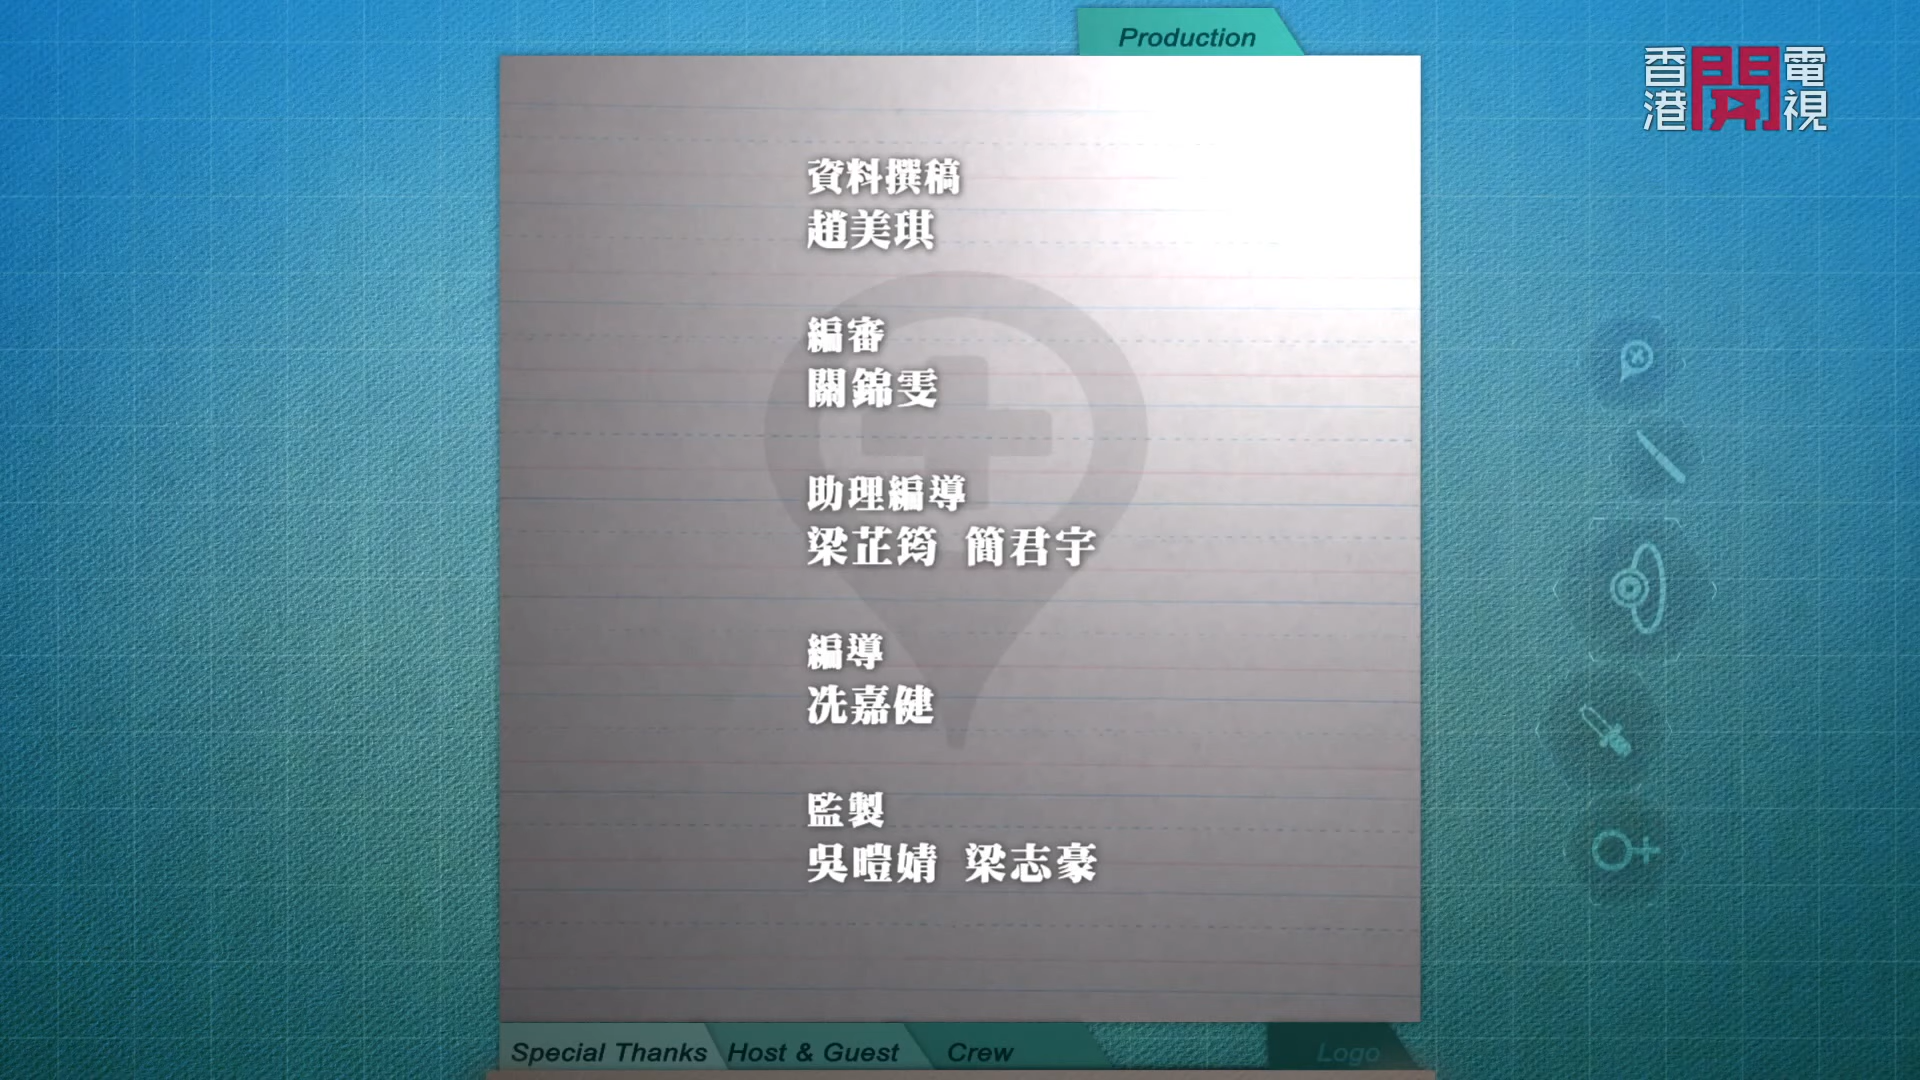 Production
香港開電視
資料撰稿
趙美琪
編審
關錦雯
助理編導
梁芷筠 簡君宇
編導
冼嘉健
監製
吳曀婧 梁志豪
Special Thanks
Host & Guest
Crew
Logo